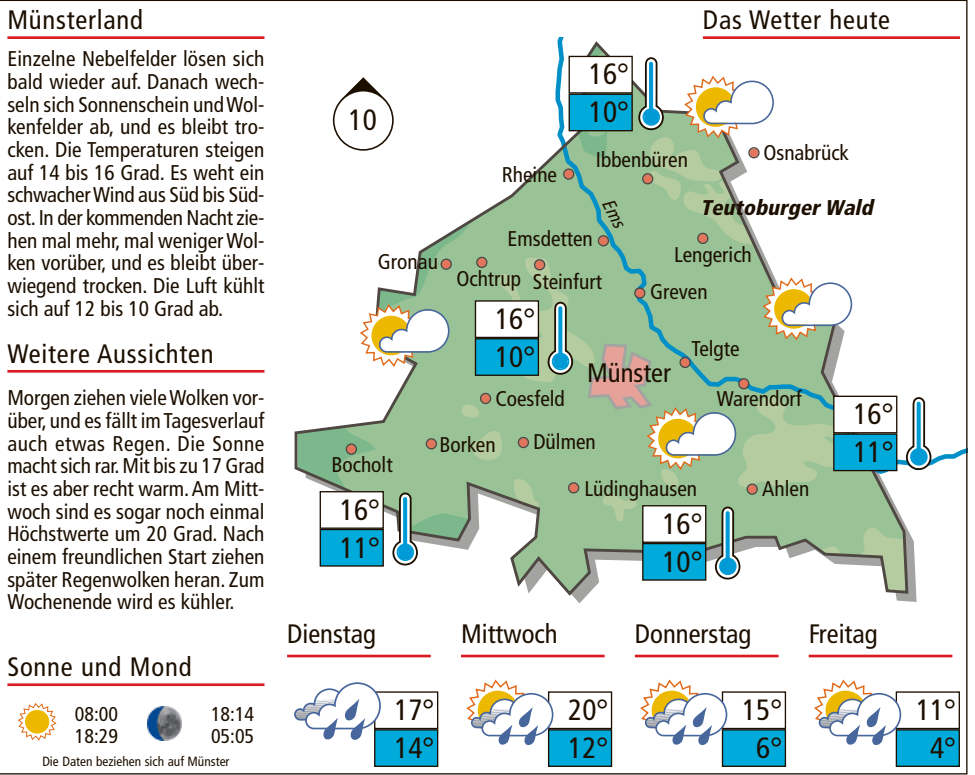 Münsterland
Einzelne Nebelfelder lösen sich
bald wieder auf. Danach wech-
seln sich Sonnenschein und Wol-
kenfelder ab, und es bleibt tro-
cken. Die Temperaturen steigen
auf 14 bis 16 Grad. Es weht ein
schwacher Wind aus Süd bis Süd-
ost. In der kommenden Nacht zie-
hen mal mehr, mal weniger Wol-
ken vorüber, und es bleibt über-
wiegend trocken. Die Luft kühlt
sich auf 12 bis 10 Grad ab.
Weitere Aussichten
Morgen ziehen viele Wolken vor-
über, und es fällt im Tagesverlauf
auch etwas Regen. Die Sonne
macht sich rar. Mit bis zu 17 Grad
ist es aber recht warm. Am Mitt-
woch sind es sogar noch einmal
Höchstwerte um 20 Grad. Nach
einem freundlichen Start ziehen
später Regenwolken heran. Zum
Wochenende wird es kühler.
Sonne und Mond
08:00
18:29
18:14
05:05
Die Daten beziehen sich auf Münster
Das Wetter heute
10
16°
10°
Ibbenbüren
Osnabrück
Rheine
Teutoburger Wald
Ems
Emsdetten
Lengerich
Gronau
Ochtrup
Steinfurt
Greven
16°
10°
Telgte
Münster
Warendorf
Coesfeld
16°
11°
Borken
Dülmen
Bocholt
Lüdinghausen
Ahlen
16°
11°
16°
10°
Dienstag
17°
14°
Mittwoch
20°
12°
Donnerstag
15°
6°
Freitag
11°
4°